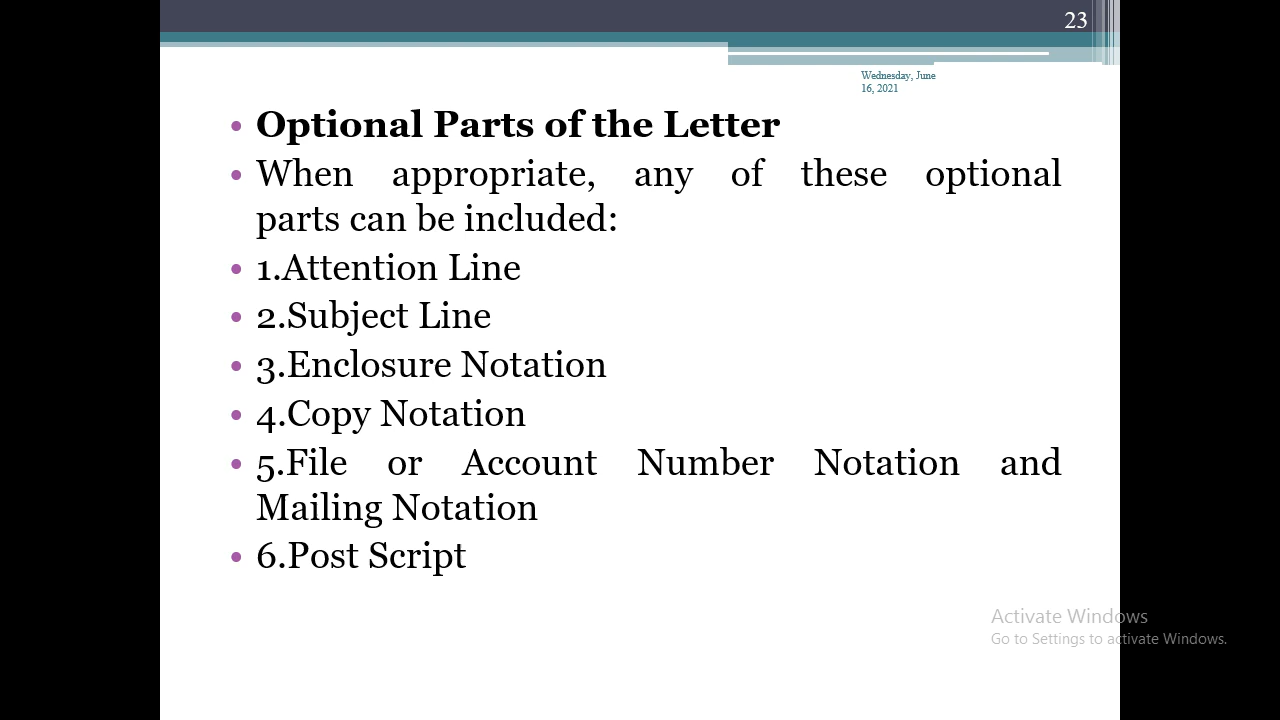 23
Wednesday, June
16, 2021
• Optional Parts of the Letter
• When appropriate, any of these optional
parts can be included:
• 1.Attention Line
• 2.Subject Line
• 3.Enclosure Notation
• 4.Copy Notation
• 5.File or Account Number Notation and
Mailing Notation
• 6.Post Script
Activate Windows
Go to Settings to activate Windows.